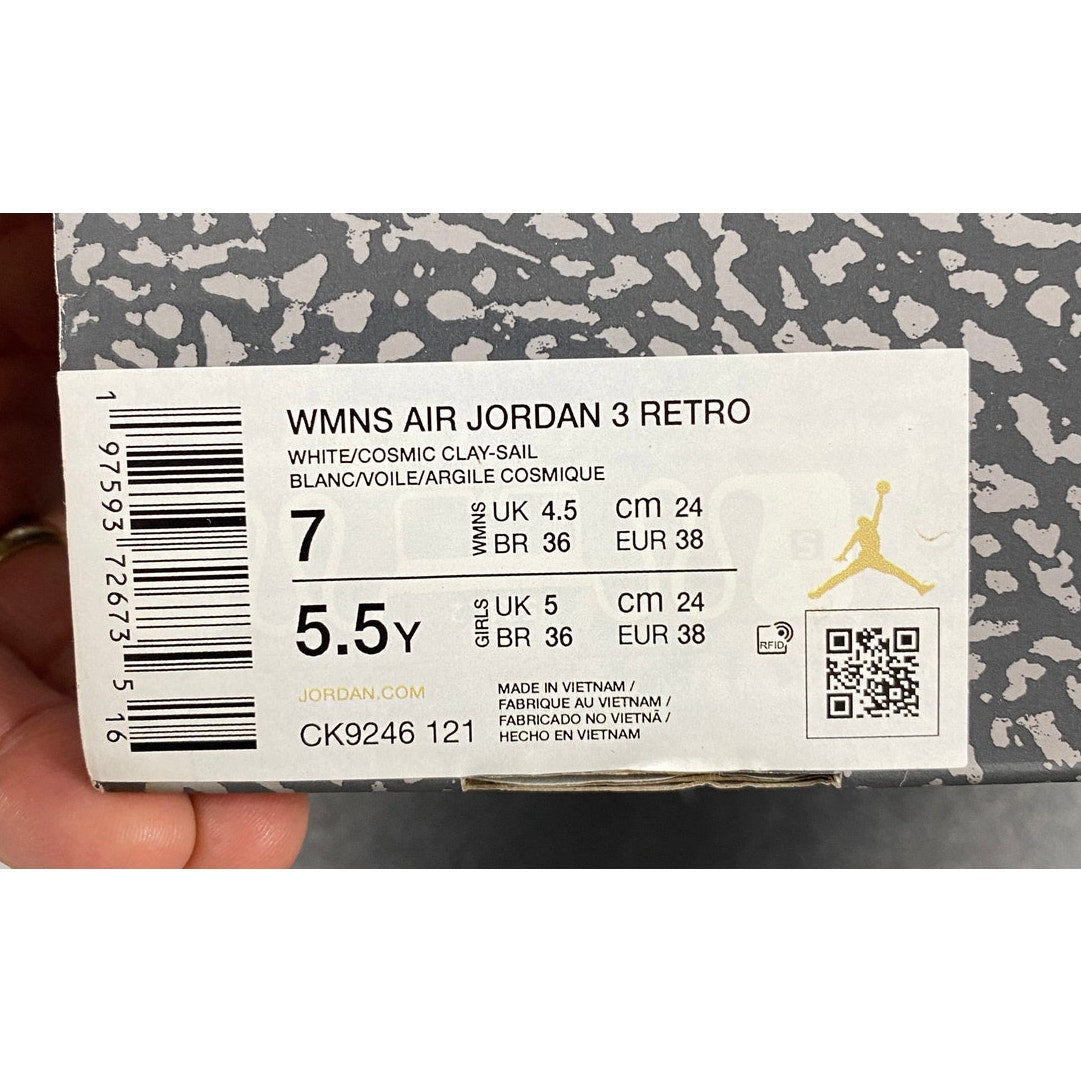 WMNS AIR JORDAN 3 RETRO
WHITE/COSMIC CLAY-SAIL
BLANC/VOILE/ARGILE COSMIQUE
7 WMNS UK 4.5 CM 24
BR 36 EUR 38
5.5Y GIRLS UK 5 CM 24
BR 36 EUR 38
RFID
JORDAN.COM
CK9246 121
MADE IN VIETNAM /
FABRIQUE AU VIETNAM /
FABRICADO NO VIETNÃ /
HECHO EN VIETNAM
1 97593 72673 5 16